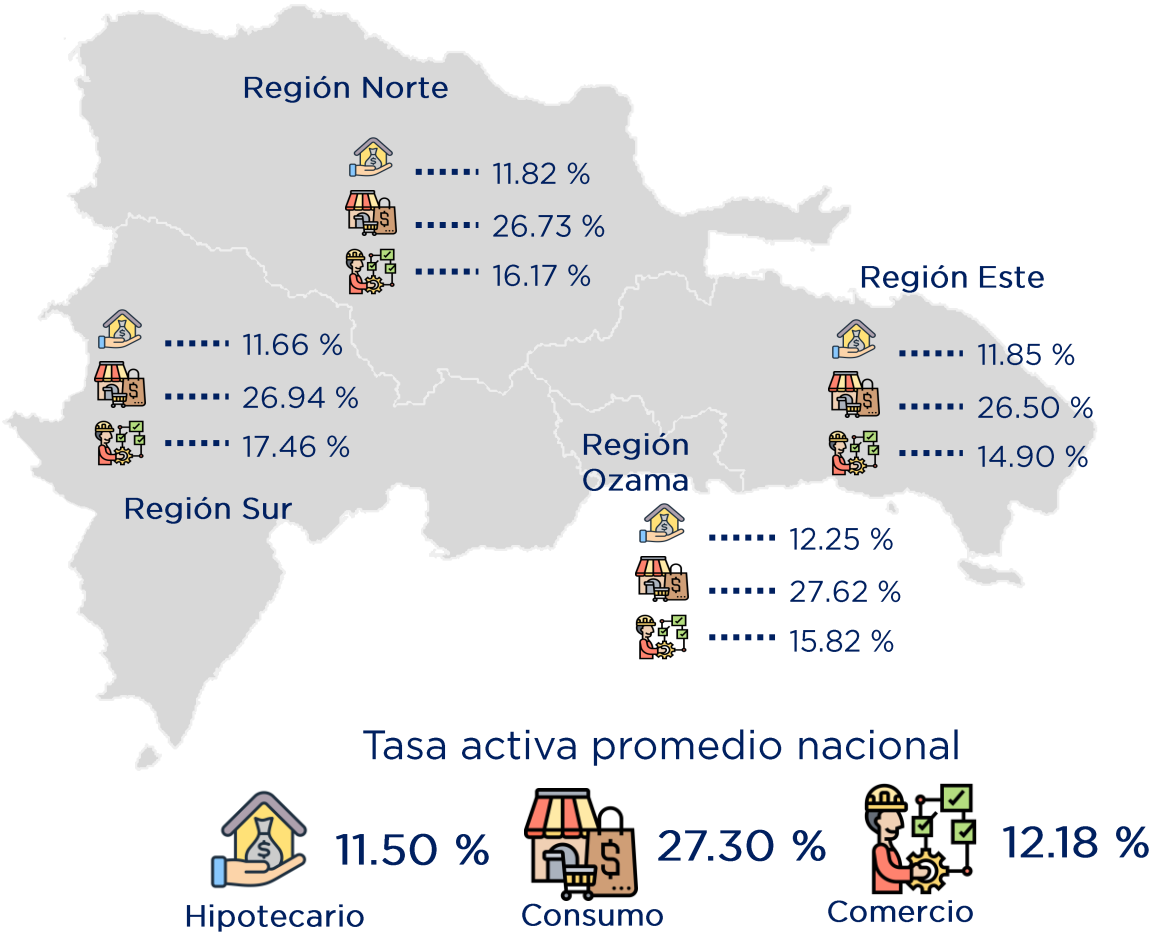 Región Norte
11.82 %
26.73 %
16.17 %
Región Este
11.85 %
26.50 %
14.90 %
11.66 %
26.94 %
17.46 %
Región Sur
Región
Ozama
12.25 %
27.62 %
15.82 %
Tasa activa promedio nacional
11.50 %
Hipotecario
27.30 %
Consumo
12.18 %
Comercio